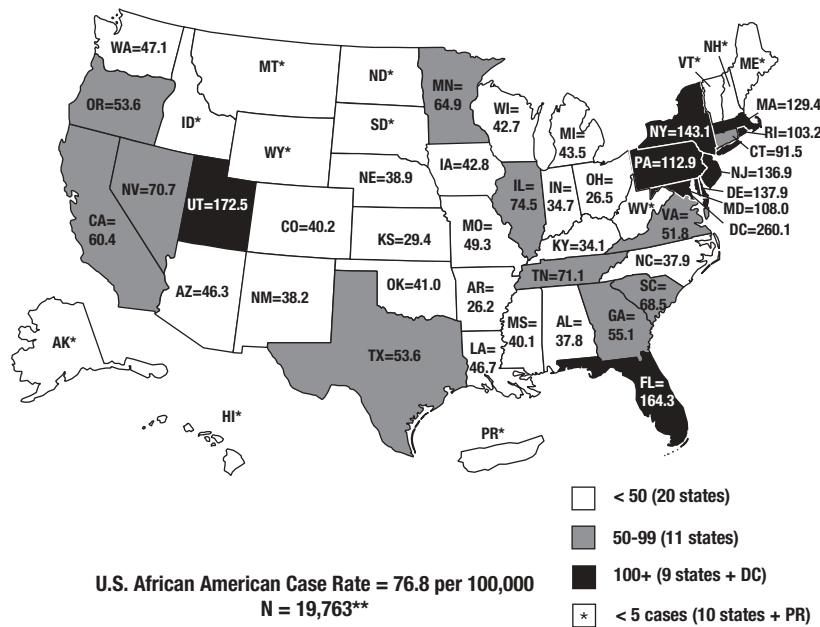 WA=47.1
OR=53.6
CA=
60.4
NV=70.7
ID*
MT*
WY*
UT=172.5
AZ=46.3
CO=40.2
NM=38.2
ND*
SD*
NE=38.9
KS=29.4
OK=41.0
TX=53.6
MN=
64.9
IA=42.8
MO=
49.3
AR=
26.2
LA=
46.7
WI=
42.7
IL=
74.5
MI=
43.5
IN=
34.7
OH=
26.5
KY=34.1
TN=71.1
MS=
40.1
AL=
37.8
GA=
55.1
FL=
164.3
SC=
68.5
NC=37.9
VA=
51.8
WV*
PA=112.9
NY=143.1
VT*
NH*
ME*
MA=129.4
RI=103.2
CT=91.5
NJ=136.9
DE=137.9
MD=108.0
DC=260.1
AK*
HI*
PR*
< 50 (20 states)
50-99 (11 states)
100+ (9 states + DC)
* < 5 cases (10 states + PR)
U.S. African American Case Rate = 76.8 per 100,000
N = 19,763**